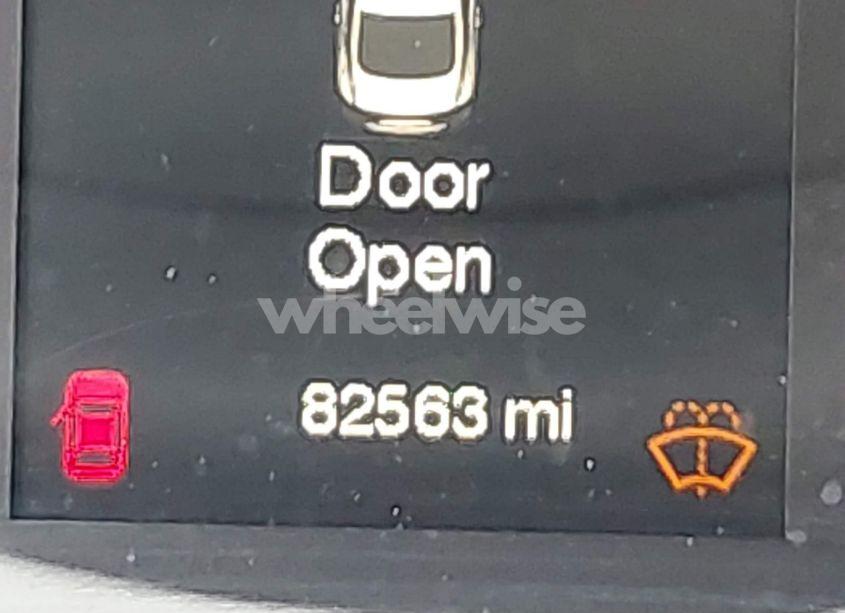 Door
Open
wheelwise
82563 mi